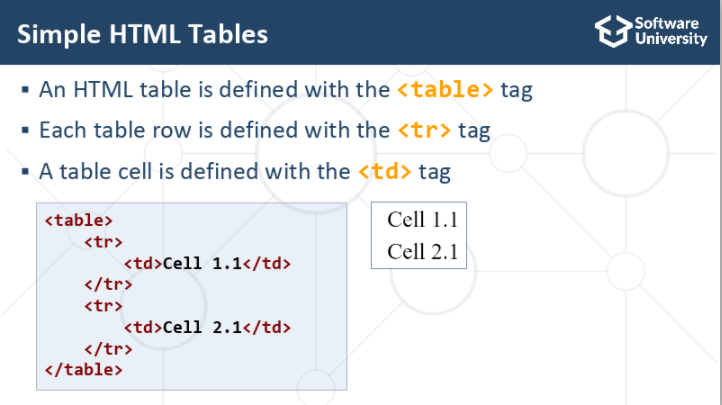 Simple HTML Tables
Software
University
▪ An HTML table is defined with the <table> tag
▪ Each table row is defined with the <tr> tag
▪ A table cell is defined with the <td> tag
<table>
    <tr>
        <td>Cell 1.1</td>
    </tr>
    <tr>
        <td>Cell 2.1</td>
    </tr>
</table>
Cell 1.1
Cell 2.1